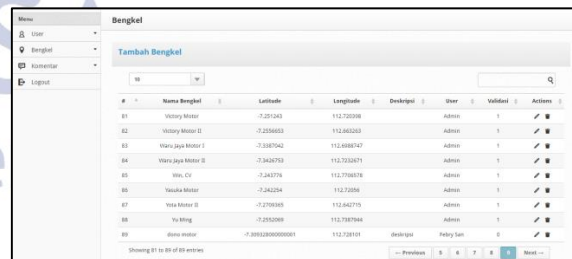 Menu
User
Bengkel
Komentar
Logout
Bengkel
Tambah Bengkel
10
# Nama Bengkel Latitude Longitude Deskripsi User Validasi Actions
81 Victory Motor -7.251243 112.720398 Admin 1
82 Victory Motor II -7.2556653 112.663263 Admin 1
83 Waru Jaya Motor I -7.3387042 112.6988747 Admin 1
84 Waru Jaya Motor II -7.3426753 112.7232671 Admin 1
85 Win, CV -7.243776 112.7706578 Admin 1
86 Yasuka Motor -7.242254 112.72056 Admin 1
87 Yota Motor II -7.2700365 112.642715 Admin 1
88 Yu Ming -7.2552069 112.7387944 Admin 1
89 dono motor -7.269328000000001 112.728101 deskripsi Febry San 0
Showing 81 to 89 of 89 entries
← Previous 5 6 7 8 9 Next →